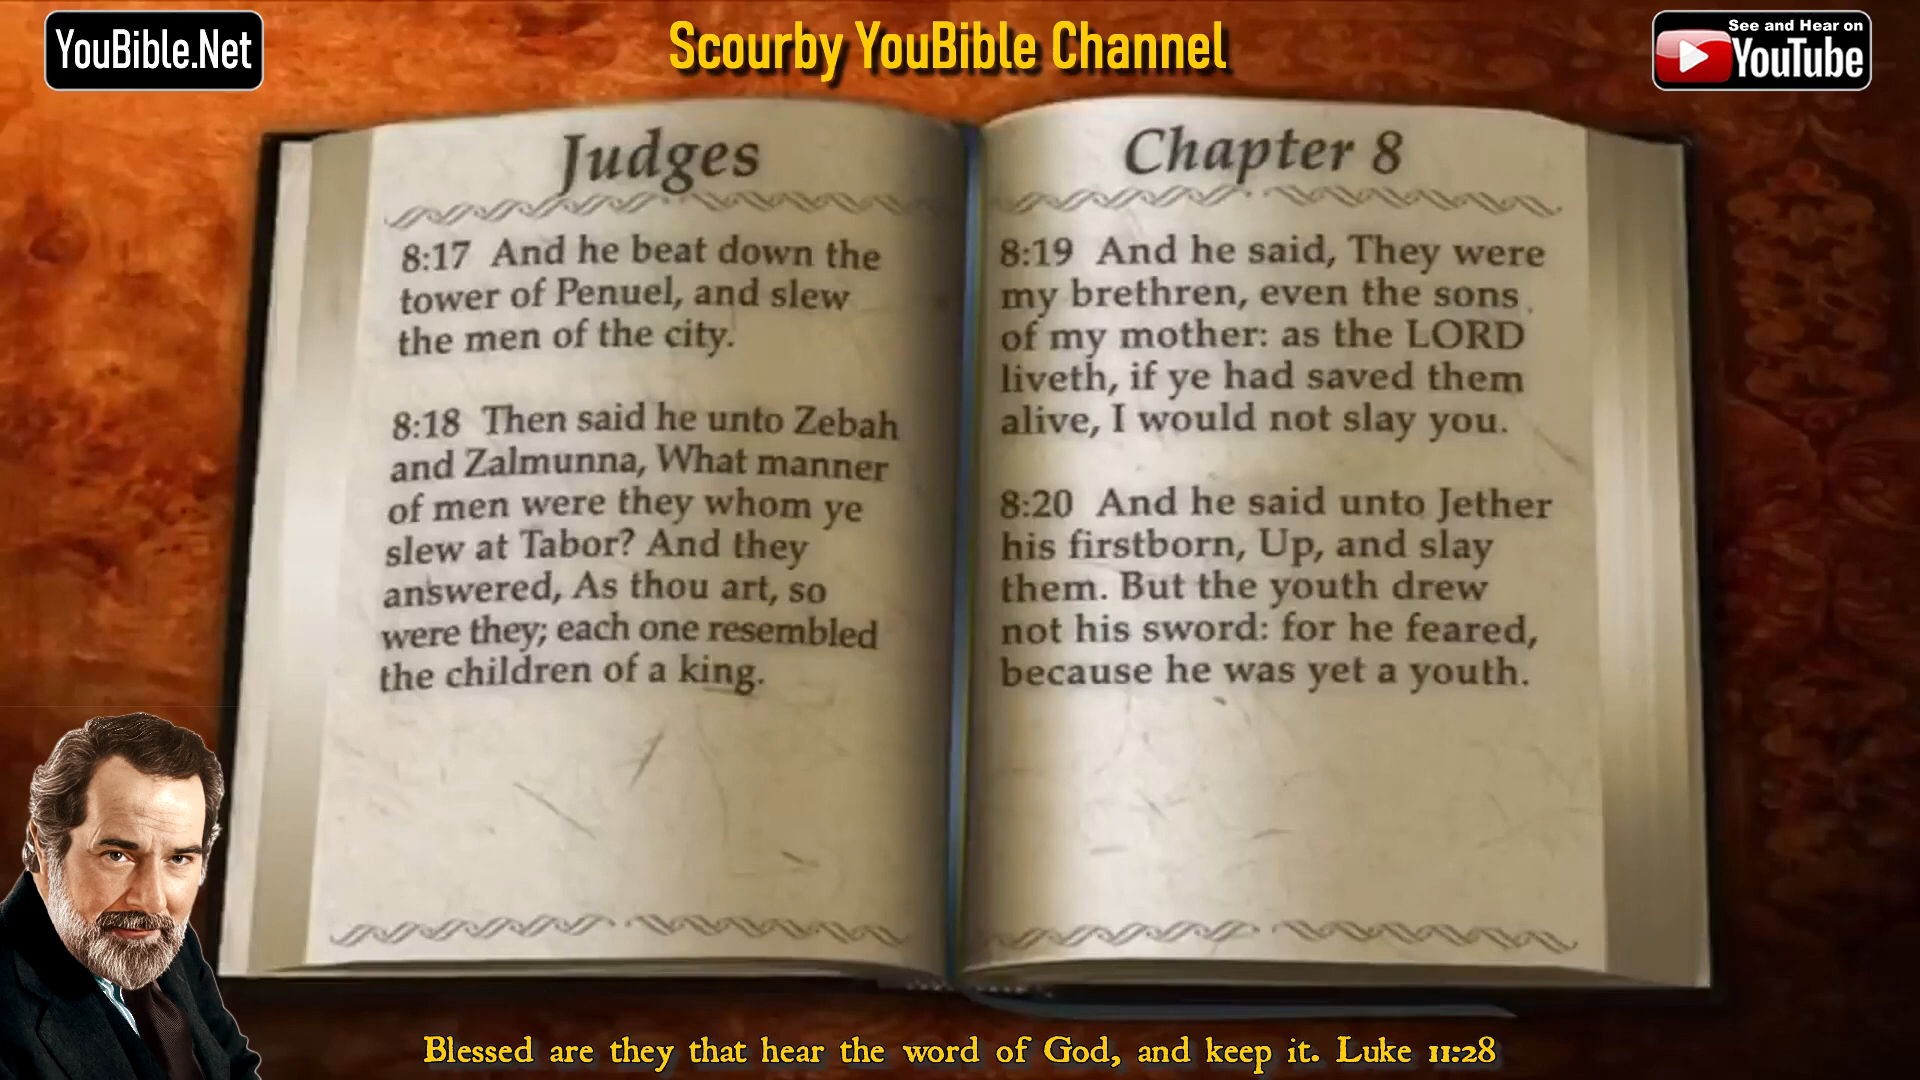 YouBible.Net
Scourby YouBible Channel
See and Hear on
YouTube
Judges
8:17 And he beat down the
tower of Penuel, and slew
the men of the city.
8:18 Then said he unto Zebah
and Zalmunna, What manner
of men were they whom ye
slew at Tabor? And they
answered, As thou art, so
were they; each one resembled
the children of a king.
Chapter 8
8:19 And he said, They were
my brethren, even the sons
of my mother: as the LORD
liveth, if ye had saved them
alive, I would not slay you.
8:20 And he said unto Jether
his firstborn, Up, and slay
them. But the youth drew
not his sword: for he feared,
because he was yet a youth.
Blessed are they that hear the word of God, and keep it. Luke 11:28